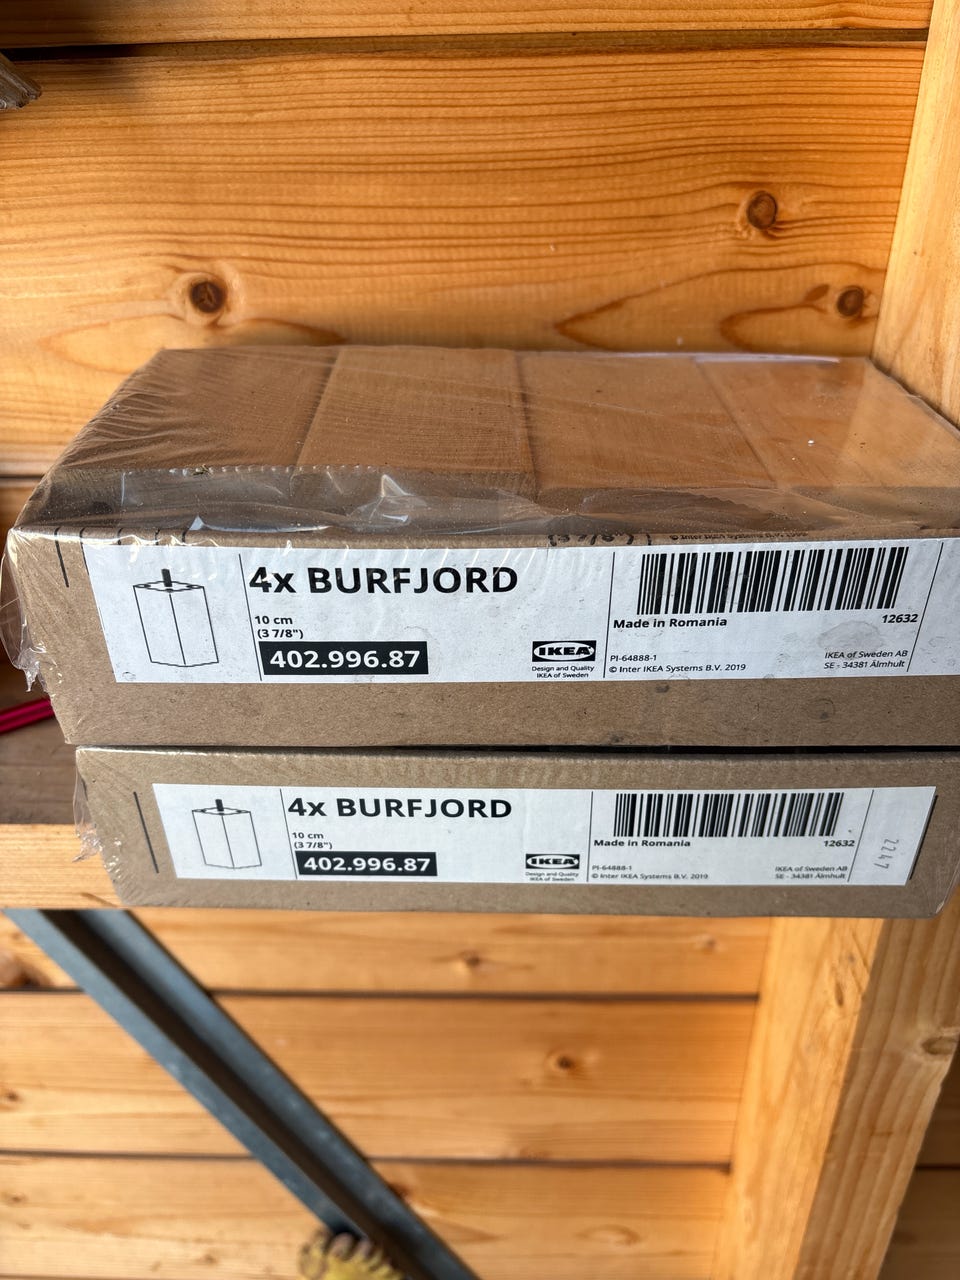 4x BURFJORD
10 cm
(3 7/8")
402.996.87
IKEA
Design and Quality
IKEA of Sweden
Made in Romania
12632
PI-64888-1
© Inter IKEA Systems B.V. 2019
IKEA of Sweden AB
SE - 34381 Älmhult
4x BURFJORD
10 cm
(3 7/8")
402.996.87
IKEA
Design and Quality
IKEA of Sweden
Made in Romania
12632
PI-64888-1
© Inter IKEA Systems B.V. 2019
IKEA of Sweden AB
SE - 34381 Älmhult
2247